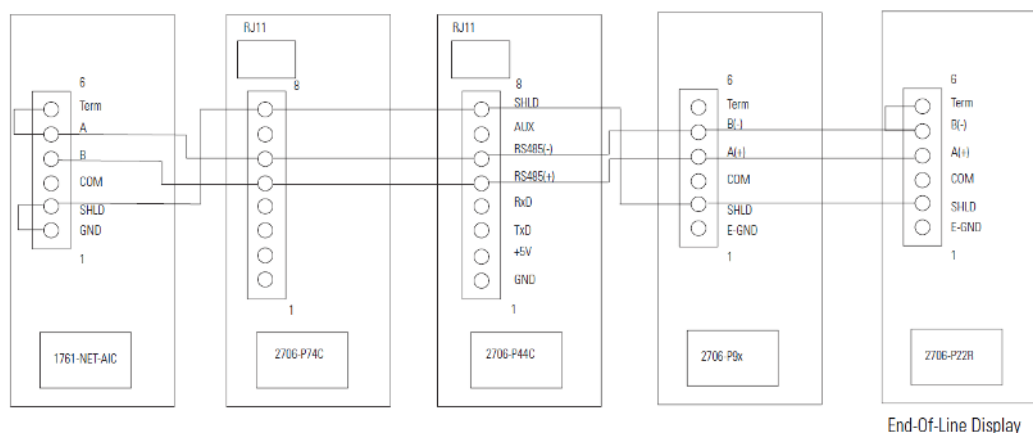 6
Term
A
B
COM
SHLD
GND
1
1761-NET-AIC
RJ11
8
1
2706-P74C
RJ11
8
SHLD
AUX
RS485(-)
RS485(+)
RxD
TxD
+5V
GND
1
2706-P44C
6
Term
B(-)
A(+)
COM
SHLD
E-GND
1
2706-P9x
6
Term
B(-)
A(+)
COM
SHLD
E-GND
1
2706-P22R
End-Of-Line Display